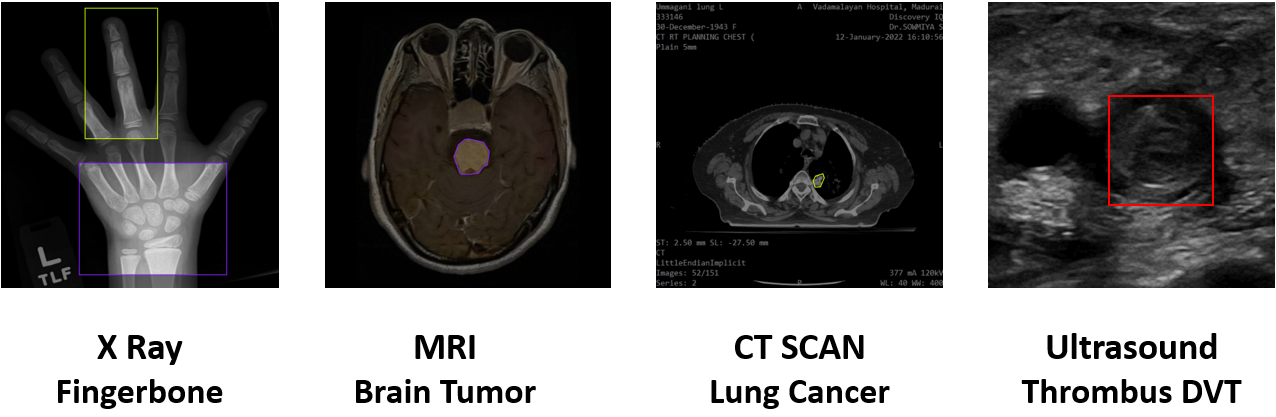 L
TLF
Ummagani lung L
A
Vadamalayan Hospital, Madurai
333146
Discovery IQ
30-December-1943 F
Dr.SOWMIYA S
CT RT PLANNING CHEST (
12-January-2022 16:10:56
Plain 5mm
R
L
ST: 2.50 mm SL: -27.50 mm
CT
LittleEndianImplicit
Images: 52/151
377 mA 120kV
Series: 2
WL: 40 WW: 400
X Ray
Fingerbone
MRI
Brain Tumor
CT SCAN
Lung Cancer
Ultrasound
Thrombus DVT